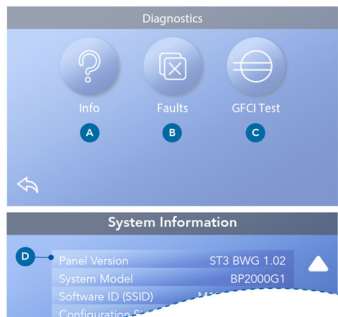 Diagnostics
Info
Faults
GFCI Test
A
B
C
System Information
D
Panel Version ST3 BWG 1.02
System Model BP2000G1
Software ID (SSID)
Configuration